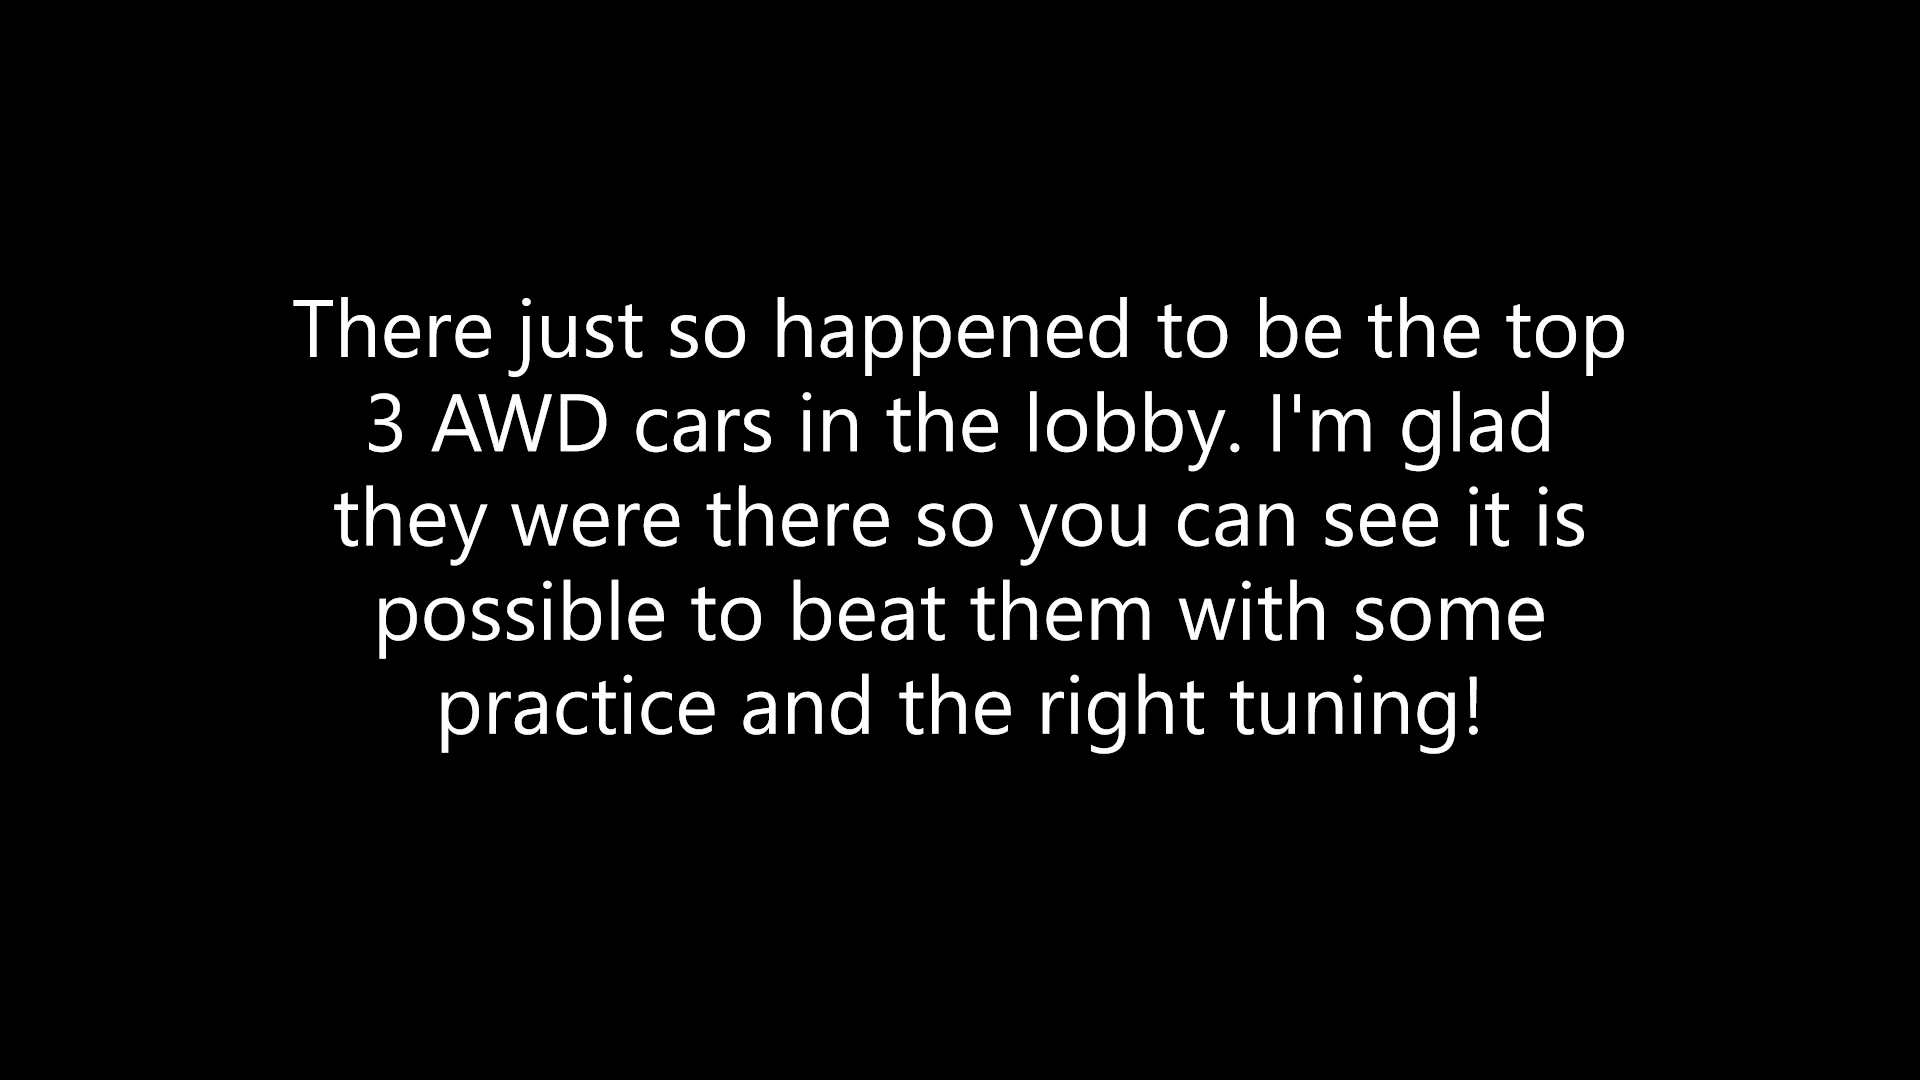 There just so happened to be the top
3 AWD cars in the lobby. I'm glad
they were there so you can see it is
possible to beat them with some
practice and the right tuning!